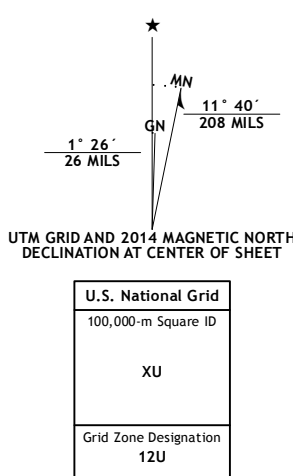 ★
MN
GN
11° 40´
208 MILS
1° 26´
26 MILS
UTM GRID AND 2014 MAGNETIC NORTH
DECLINATION AT CENTER OF SHEET
U.S. National Grid
100,000-m Square ID
XU
Grid Zone Designation
12U